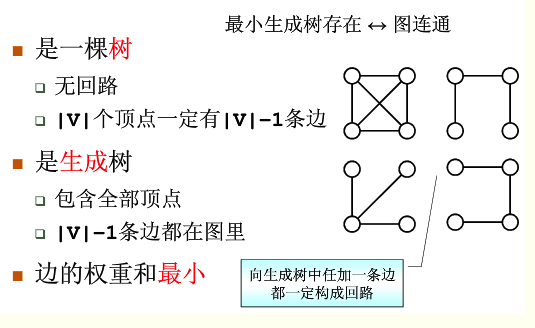 最小生成树存在 ↔ 图连通
是一棵树
无回路
|V|个顶点一定有|V|-1条边
是生成树
包含全部顶点
|V|-1条边都在图里
边的权重和最小
向生成树中任加一条边
都一定构成回路